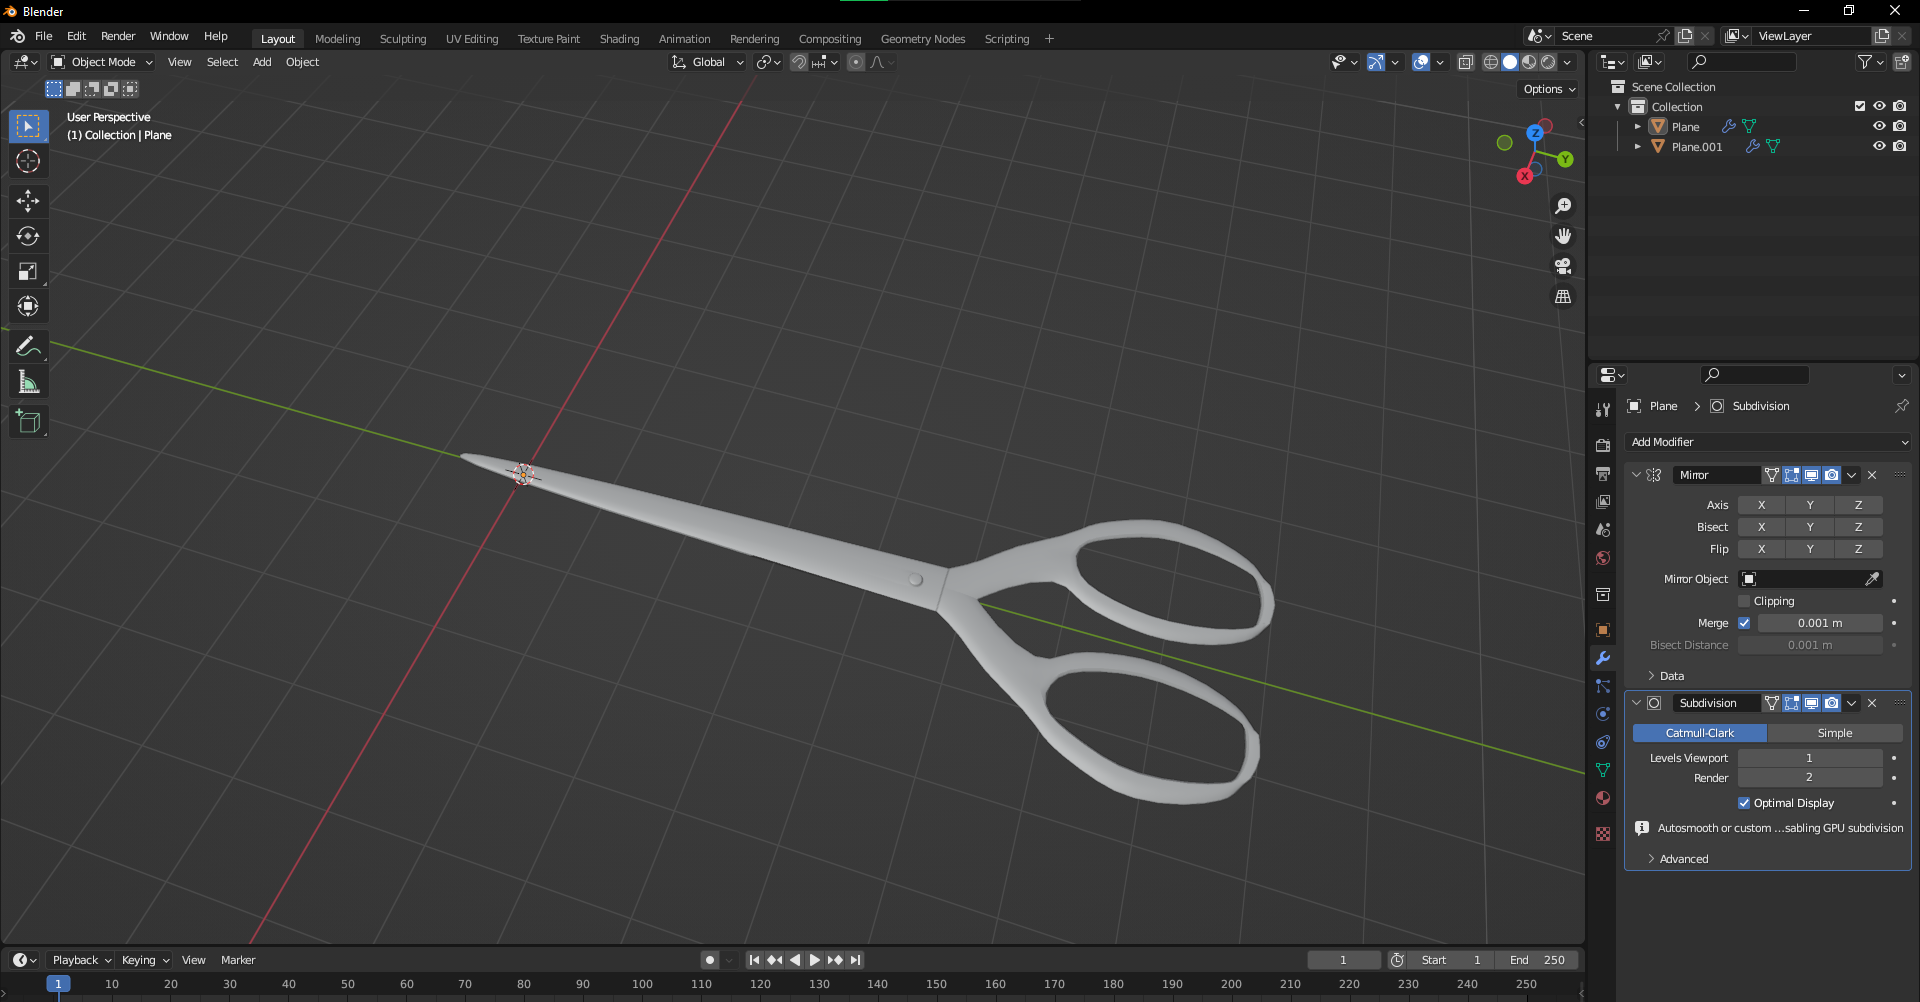 Blender
File Edit Render Window Help Layout Modeling Sculpting UV Editing Texture Paint Shading Animation Rendering Compositing Geometry Nodes Scripting + Scene ViewLayer
Object Mode View Select Add Object Global
Options
User Perspective
(1) Collection | Plane
Z
Y
X
Scene Collection
Collection
Plane
Plane.001
Plane > Subdivision
Add Modifier
Mirror
Axis X Y Z
Bisect X Y Z
Flip X Y Z
Mirror Object
Clipping
Merge 0.001 m
Bisect Distance 0.001 m
Data
Subdivision
Catmull-Clark Simple
Levels Viewport 1
Render 2
Optimal Display
Autosmooth or custom ...sabling GPU subdivision
Advanced
Playback Keying View Marker 1 Start 1 End 250
1 10 20 30 40 50 60 70 80 90 100 110 120 130 140 150 160 170 180 190 200 210 220 230 240 250